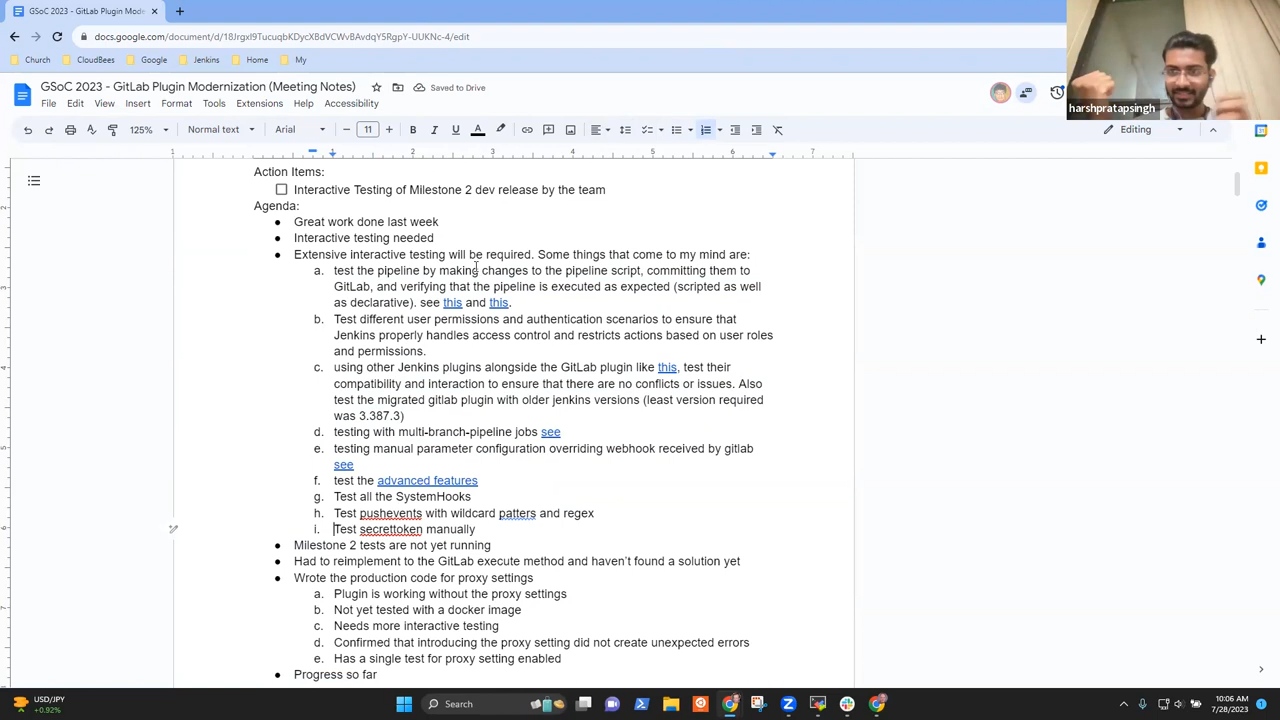 GSoC 2023 - GitLab Plugin Mode
docs.google.com/document/d/18JrgxI9TucuqbKDycXBdVCWvBAvdqY5RgpY-UUKNc-4/edit
Church
CloudBees
Google
Jenkins
Home
My
GSoC 2023 - GitLab Plugin Modernization (Meeting Notes)
Saved to Drive
File Edit View Insert Format Tools Extensions Help Accessibility
harshpratapsingh
125% Normal text Arial 11 B I U A Editing
1 1 2 3 4 5 6 7
Action Items:
Interactive Testing of Milestone 2 dev release by the team
Agenda:
● Great work done last week
● Interactive testing needed
● Extensive interactive testing will be required. Some things that come to my mind are:
a. test the pipeline by making changes to the pipeline script, committing them to
GitLab, and verifying that the pipeline is executed as expected (scripted as well
as declarative). see this and this.
b. Test different user permissions and authentication scenarios to ensure that
Jenkins properly handles access control and restricts actions based on user roles
and permissions.
c. using other Jenkins plugins alongside the GitLab plugin like this, test their
compatibility and interaction to ensure that there are no conflicts or issues. Also
test the migrated gitlab plugin with older jenkins versions (least version required
was 3.387.3)
d. testing with multi-branch-pipeline jobs see
e. testing manual parameter configuration overriding webhook received by gitlab
see
f. test the advanced features
g. Test all the SystemHooks
h. Test pushevents with wildcard patters and regex
i. Test secrettoken manually
● Milestone 2 tests are not yet running
● Had to reimplement to the GitLab execute method and haven't found a solution yet
● Wrote the production code for proxy settings
a. Plugin is working without the proxy settings
b. Not yet tested with a docker image
c. Needs more interactive testing
d. Confirmed that introducing the proxy setting did not create unexpected errors
e. Has a single test for proxy setting enabled
● Progress so far
USD/JPY
+0.92%
Search
10:06 AM
7/28/2023